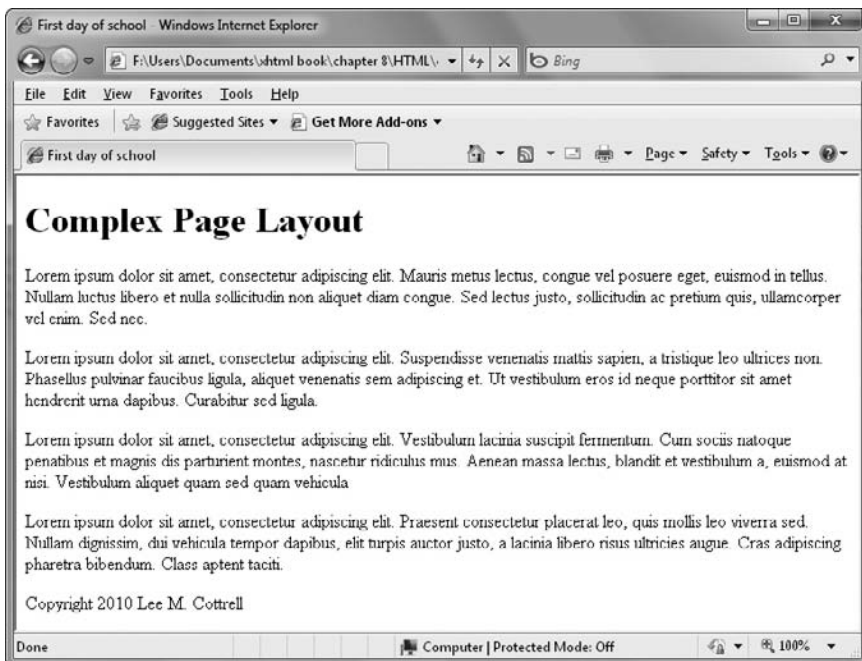 First day of school - Windows Internet Explorer
F:\Users\Documents\xhtml book\chapter 8\HTML\
Bing
File Edit View Favorites Tools Help
Favorites Suggested Sites Get More Add-ons
First day of school Page Safety Tools
Complex Page Layout
Lorem ipsum dolor sit amet, consectetur adipiscing elit. Mauris metus lectus, congue vel posuere eget, euismod in tellus.
Nullam luctus libero et nulla sollicitudin non aliquet diam congue. Sed lectus justo, sollicitudin ac pretium quis, ullamcorper
vel enim. Sed nec.
Lorem ipsum dolor sit amet, consectetur adipiscing elit. Suspendisse venenatis mattis sapien, a tristique leo ultrices non.
Phasellus pulvinar faucibus ligula, aliquet venenatis sem adipiscing et. Ut vestibulum eros id neque porttitor sit amet
hendrerit urna dapibus. Curabitur sed ligula.
Lorem ipsum dolor sit amet, consectetur adipiscing elit. Vestibulum lacinia suscipit fermentum. Cum sociis natoque
penatibus et magnis dis parturient montes, nascetur ridiculus mus. Aenean massa lectus, blandit et vestibulum a, euismod at
nisi. Vestibulum aliquet quam sed quam vehicula
Lorem ipsum dolor sit amet, consectetur adipiscing elit. Praesent consectetur placerat leo, quis mollis leo viverra sed.
Nullam dignissim, dui vehicula tempor dapibus, elit turpis auctor justo, a lacinia libero risus ultricies augue. Cras adipiscing
pharetra bibendum. Class aptent taciti.
Copyright 2010 Lee M. Cottrell
Done Computer | Protected Mode: Off 100%